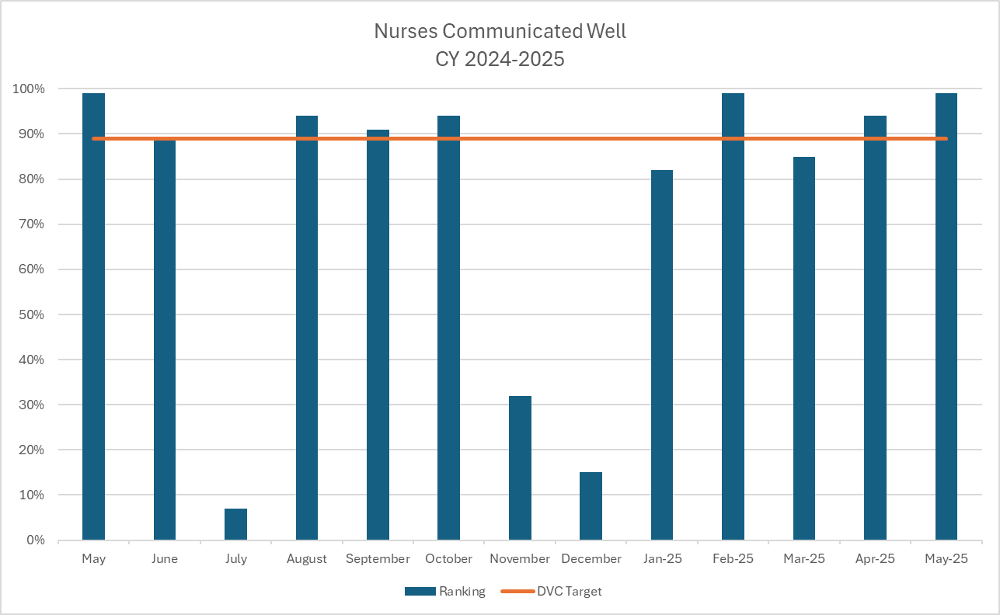 Nurses Communicated Well
CY 2024-2025
100%
90%
80%
70%
60%
50%
40%
30%
20%
10%
0%
May June July August September October November December Jan-25 Feb-25 Mar-25 Apr-25 May-25
Ranking DVC Target